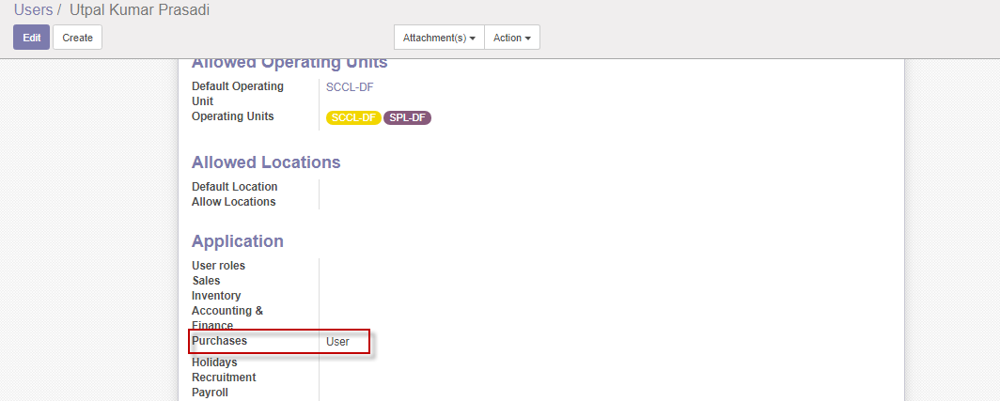 Users / Utpal Kumar Prasadi
Edit Create Attachment(s) Action
Allowed Operating Units
Default Operating Unit SCCL-DF
Operating Units SCCL-DF SPL-DF
Allowed Locations
Default Location
Allow Locations
Application
User roles
Sales
Inventory
Accounting &
Finance
Purchases User
Holidays
Recruitment
Payroll